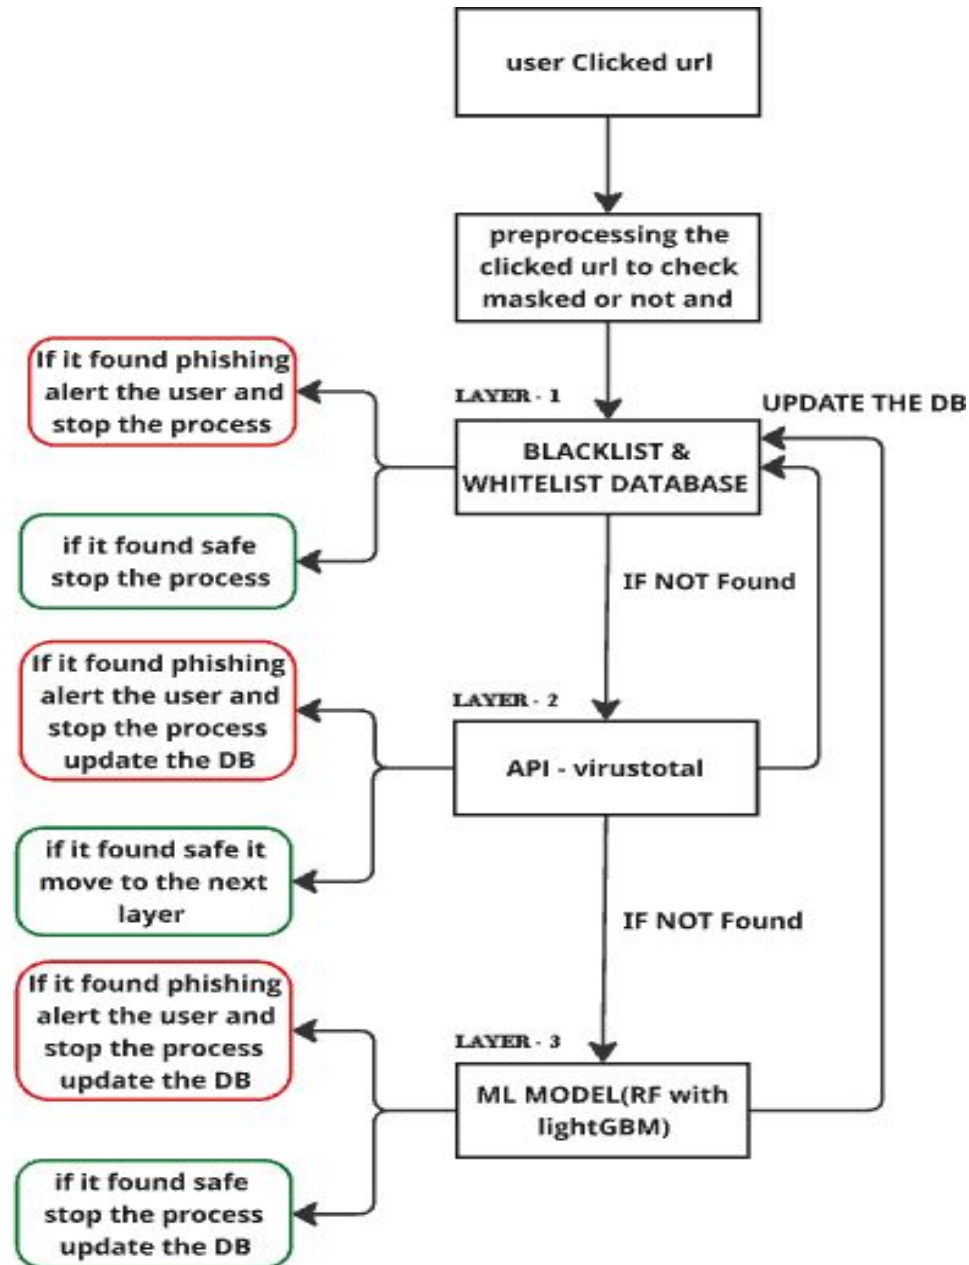 user Clicked url
preprocessing the
clicked url to check
masked or not and
If it found phishing
alert the user and
stop the process
LAYER - 1
UPDATE THE DB
BLACKLIST &
WHITELIST DATABASE
if it found safe
stop the process
IF NOT Found
If it found phishing
alert the user and
stop the process
update the DB
LAYER - 2
API - virustotal
if it found safe it
move to the next
layer
IF NOT Found
If it found phishing
alert the user and
stop the process
update the DB
LAYER - 3
ML MODEL(RF with
lightGBM)
if it found safe
stop the process
update the DB